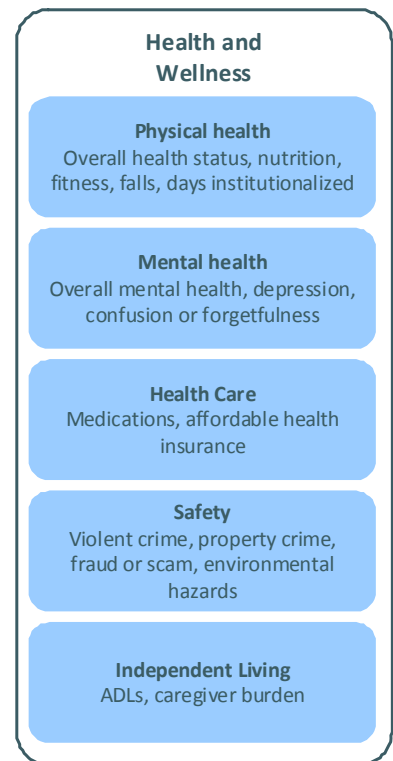 Health and
Wellness
Physical health
Overall health status, nutrition,
fitness, falls, days institutionalized
Mental health
Overall mental health, depression,
confusion or forgetfulness
Health Care
Medications, affordable health
insurance
Safety
Violent crime, property crime,
fraud or scam, environmental
hazards
Independent Living
ADLs, caregiver burden